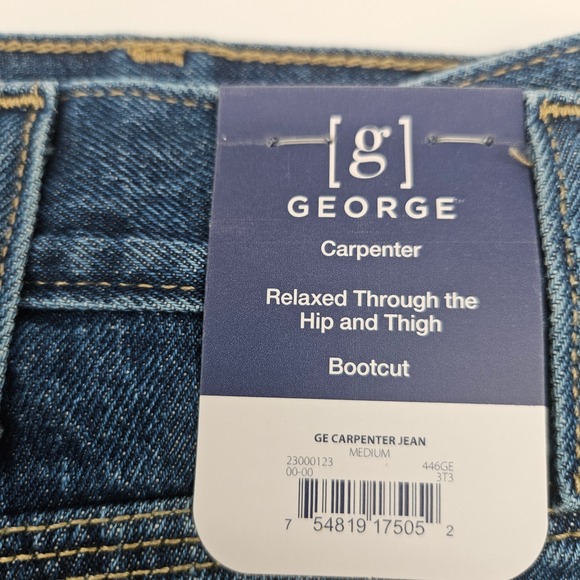 [g]
GEORGE™
Carpenter
Relaxed Through the
Hip and Thigh
Bootcut
GE CARPENTER JEAN
MEDIUM
23000123 446GE
00-00 3T3
7 54819 17505 2